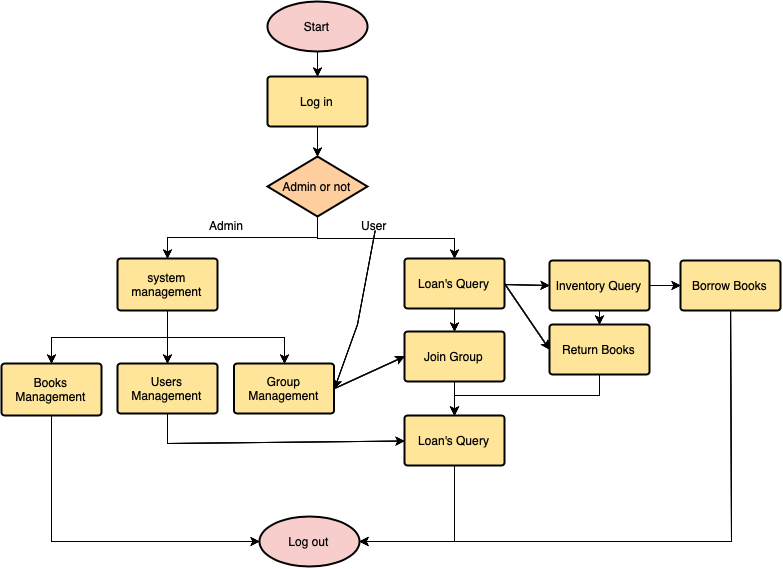 Start
Log in
Admin or not
Admin
User
system
management
Loan's Query
Inventory Query
Borrow Books
Join Group
Return Books
Books
Management
Users
Management
Group
Management
Loan's Query
Log out